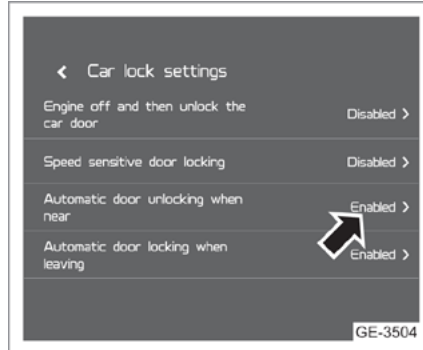 Car lock settings
Engine off and then unlock the
car door
Disabled >
Speed sensitive door locking
Disabled >
Automatic door unlocking when
near
Enabled >
Automatic door locking when
leaving
Enabled >
GE-3504